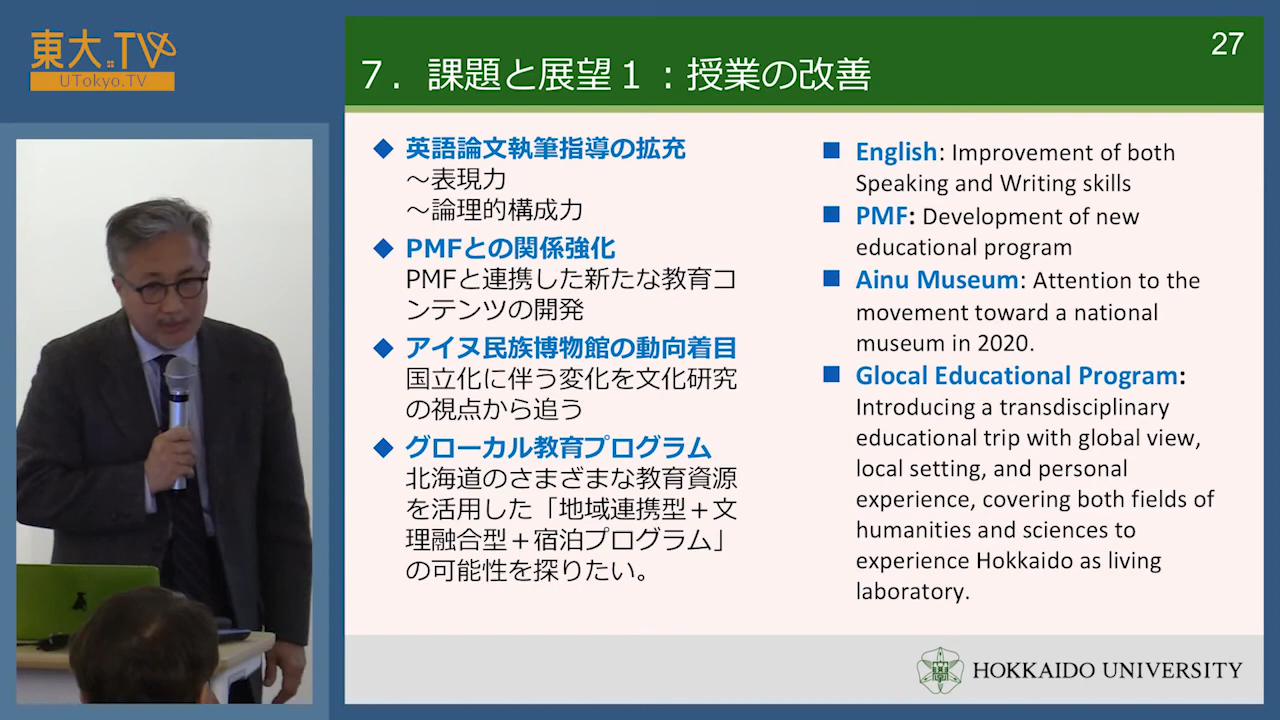 東大.TV
UTokyo.TV
27
７．課題と展望１：授業の改善
◆ 英語論文執筆指導の拡充
～表現力
～論理的構成力
◆ PMFとの関係強化
PMFと連携した新たな教育コ
ンテンツの開発
◆ アイヌ民族博物館の動向着目
国立化に伴う変化を文化研究
の視点から追う
◆ グローカル教育プログラム
北海道のさまざまな教育資源
を活用した「地域連携型＋文
理融合型＋宿泊プログラム」
の可能性を探りたい。
■ English: Improvement of both
Speaking and Writing skills
■ PMF: Development of new
educational program
■ Ainu Museum: Attention to the
movement toward a national
museum in 2020.
■ Glocal Educational Program:
Introducing a transdisciplinary
educational trip with global view,
local setting, and personal
experience, covering both fields of
humanities and sciences to
experience Hokkaido as living
laboratory.
HOKKAIDO UNIVERSITY